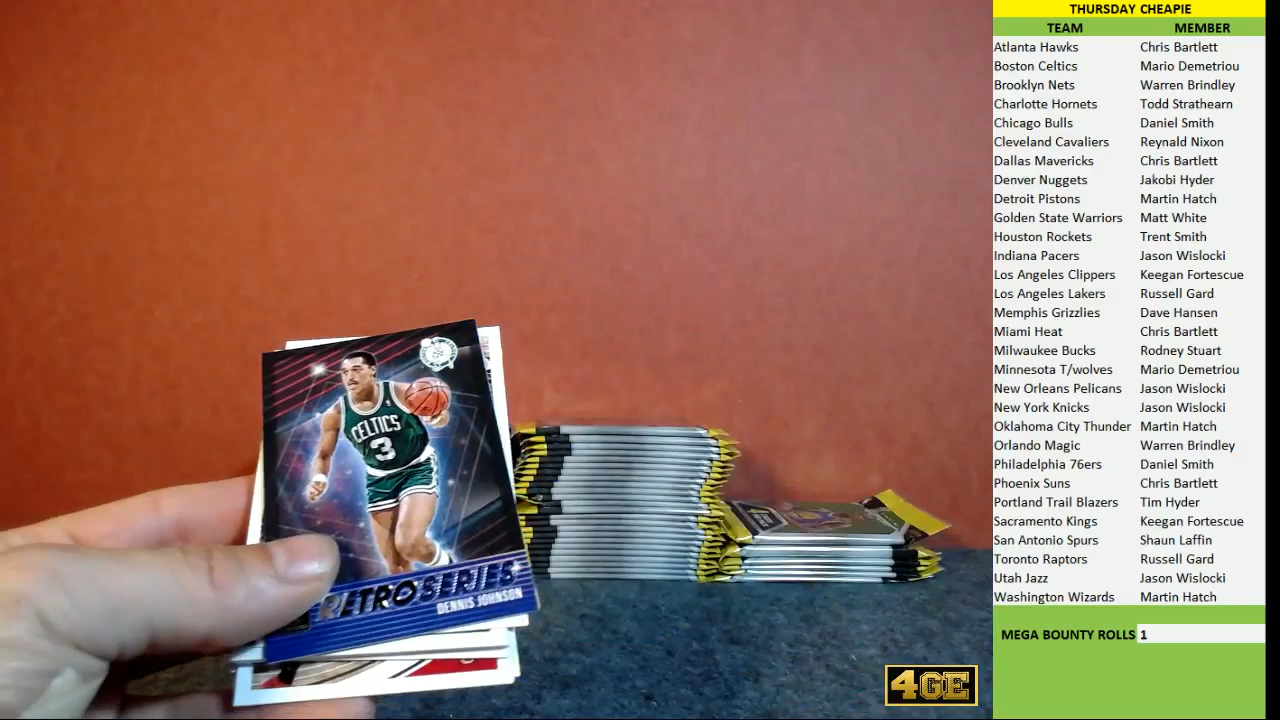 THURSDAY CHEAPIE
TEAM MEMBER
Atlanta Hawks Chris Bartlett
Boston Celtics Mario Demetriou
Brooklyn Nets Warren Brindley
Charlotte Hornets Todd Strathearn
Chicago Bulls Daniel Smith
Cleveland Cavaliers Reynald Nixon
Dallas Mavericks Chris Bartlett
Denver Nuggets Jakobi Hyder
Detroit Pistons Martin Hatch
Golden State Warriors Matt White
Houston Rockets Trent Smith
Indiana Pacers Jason Wislocki
Los Angeles Clippers Keegan Fortescue
Los Angeles Lakers Russell Gard
Memphis Grizzlies Dave Hansen
Miami Heat Chris Bartlett
Milwaukee Bucks Rodney Stuart
Minnesota T/wolves Mario Demetriou
New Orleans Pelicans Jason Wislocki
New York Knicks Jason Wislocki
Oklahoma City Thunder Martin Hatch
Orlando Magic Warren Brindley
Philadelphia 76ers Daniel Smith
Phoenix Suns Chris Bartlett
Portland Trail Blazers Tim Hyder
Sacramento Kings Keegan Fortescue
San Antonio Spurs Shaun Laffin
Toronto Raptors Russell Gard
Utah Jazz Jason Wislocki
Washington Wizards Martin Hatch
MEGA BOUNTY ROLLS 1
CELTICS
3
RETRO SERIES
DENNIS JOHNSON
4GE